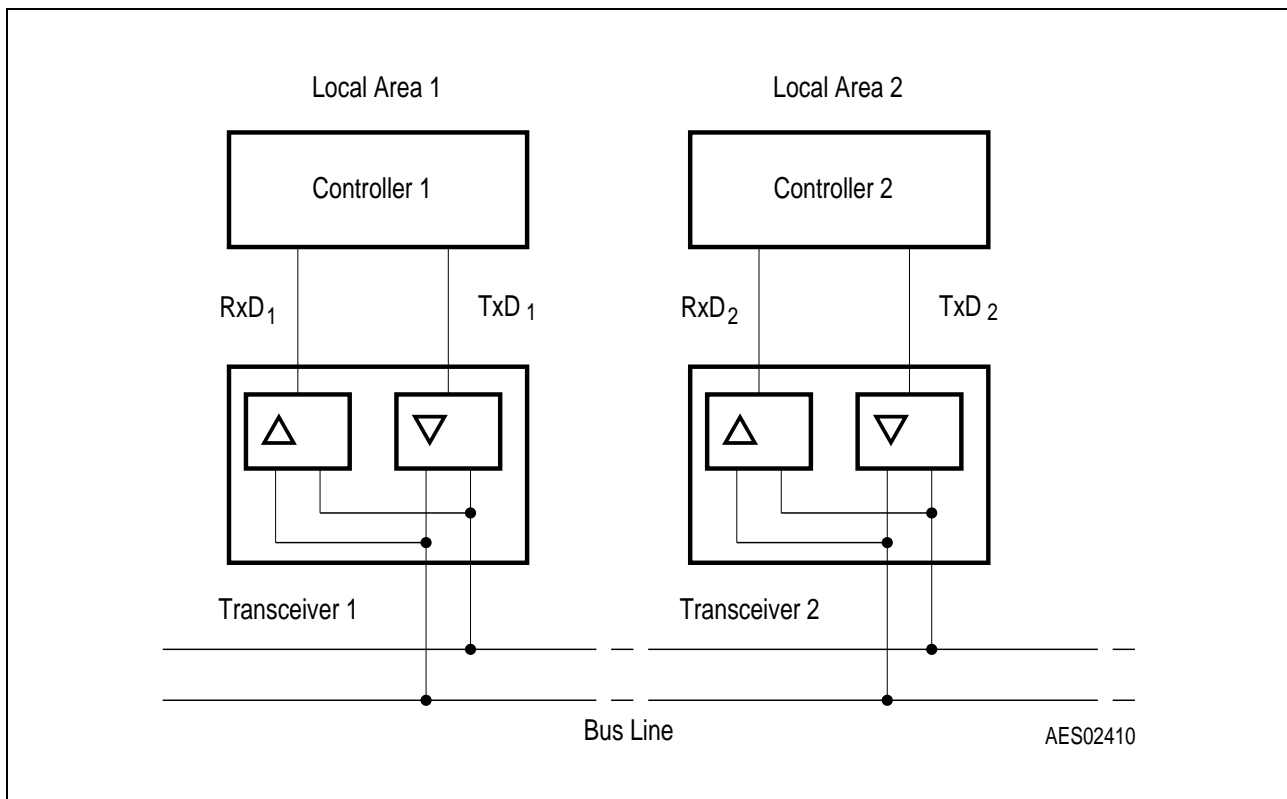 Local Area 1
Local Area 2
Controller 1
Controller 2
RxD1
TxD 1
RxD2
TxD 2
Transceiver 1
Transceiver 2
Bus Line
AES02410